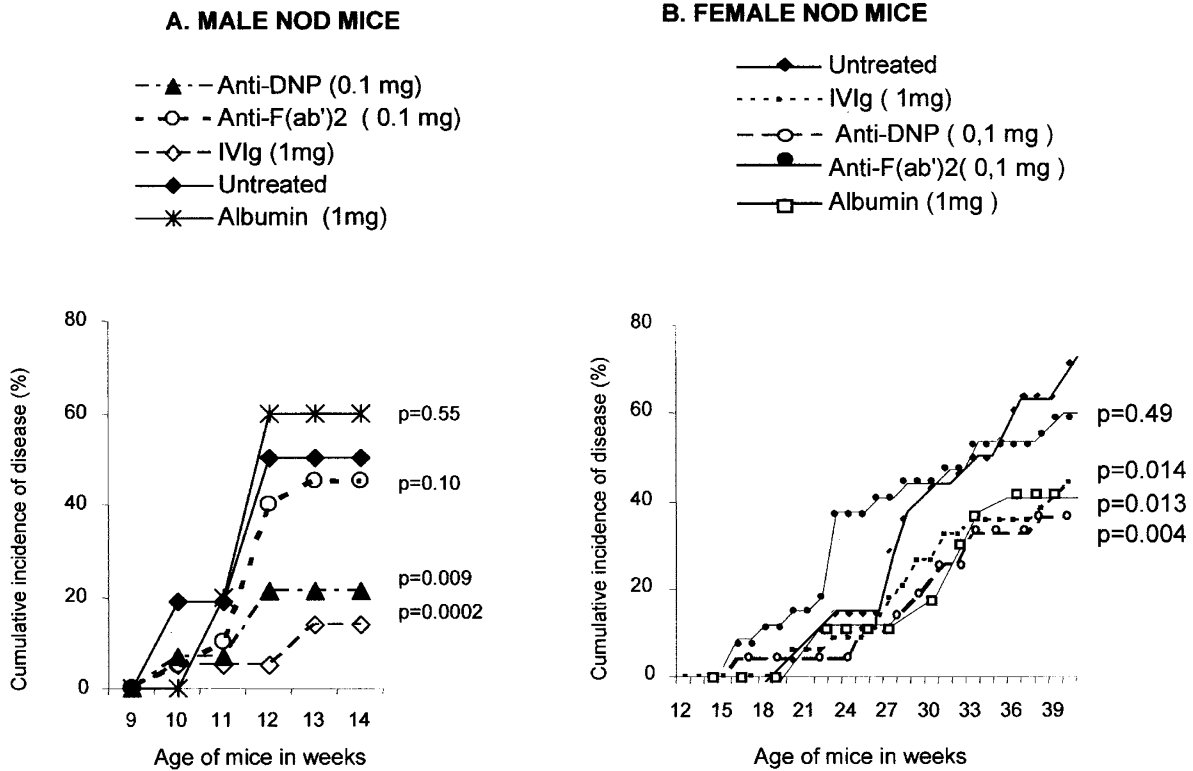 A. MALE NOD MICE
Anti-DNP (0.1 mg)
Anti-F(ab')2 ( 0.1 mg)
IVIg (1mg)
Untreated
Albumin (1mg)
80
60
40
20
0
Cumulative incidence of disease (%)
p=0.55
p=0.10
p=0.009
p=0.0002
9 10 11 12 13 14
Age of mice in weeks
B. FEMALE NOD MICE
Untreated
IVIg ( 1mg)
Anti-DNP ( 0,1 mg )
Anti-F(ab')2( 0,1 mg )
Albumin (1mg )
80
60
40
20
0
Cumulative incidence of disease (%)
p=0.49
p=0.014
p=0.013
p=0.004
12 15 18 21 24 27 30 33 36 39
Age of mice in weeks